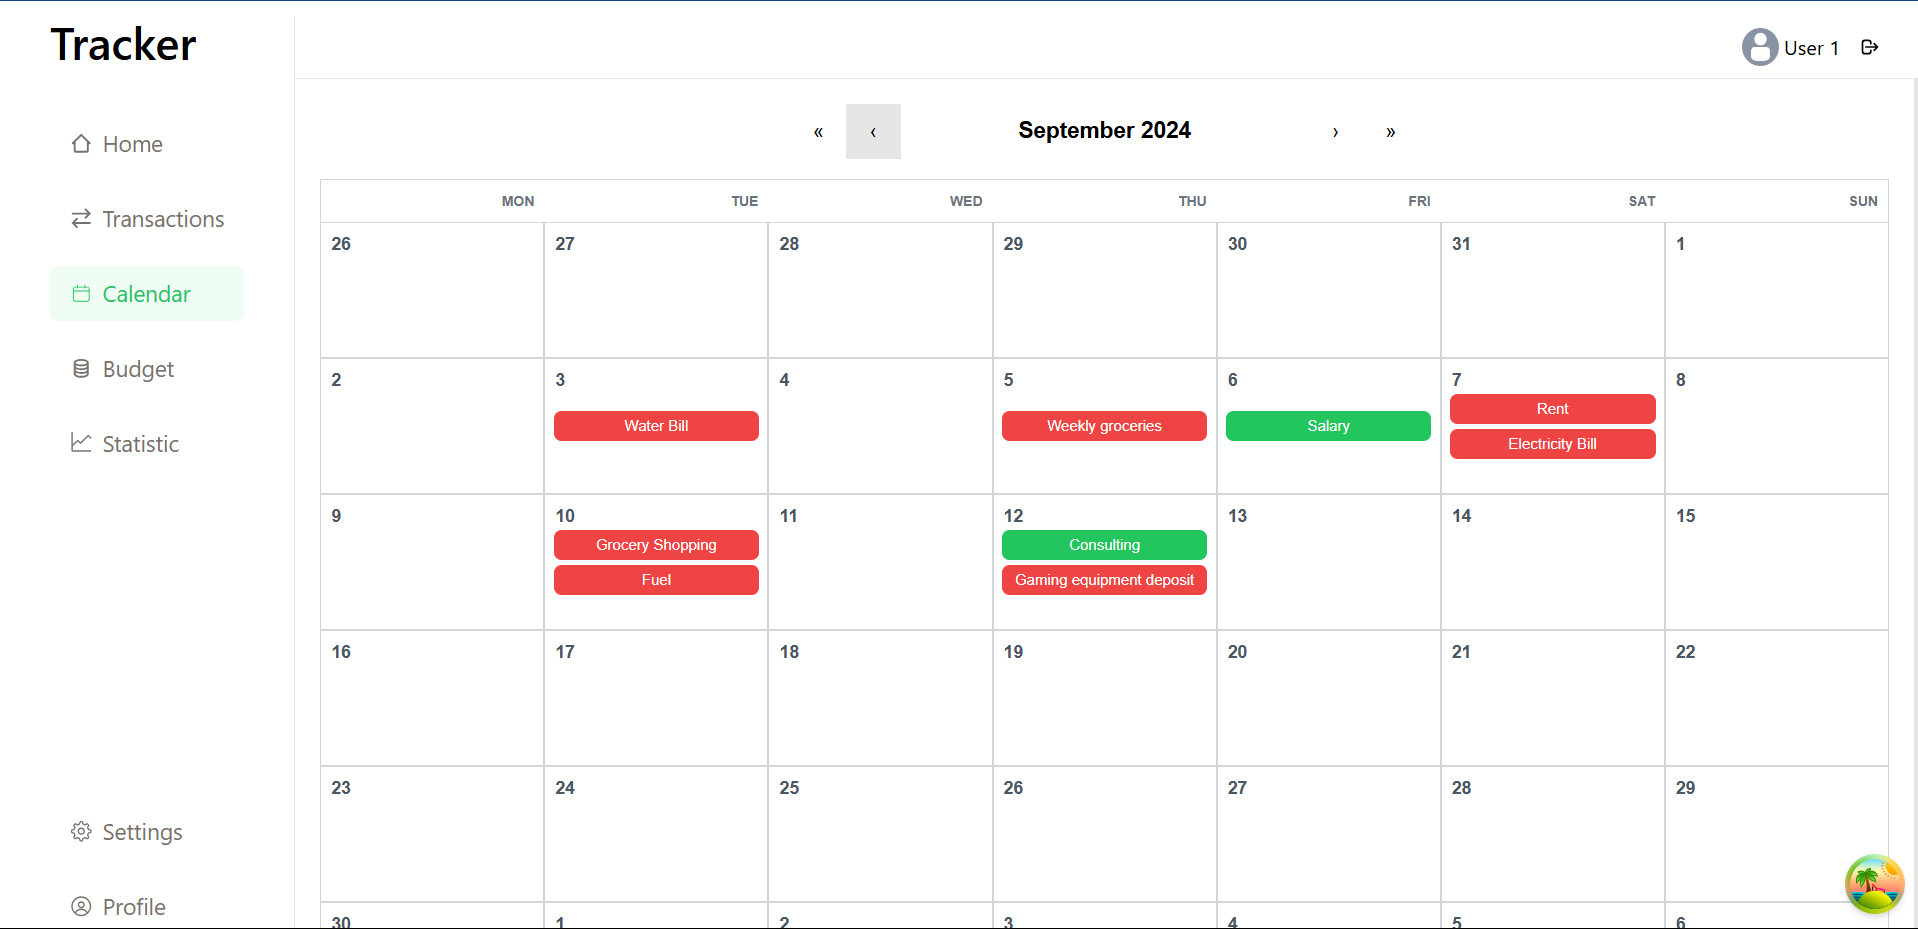 Tracker
User 1
Home
Transactions
Calendar
Budget
Statistic
Settings
Profile
« ‹ September 2024 › »
MON TUE WED THU FRI SAT SUN
26 27 28 29 30 31 1
2 3 4 5 6 7 8
Water Bill
Weekly groceries
Salary
Rent
Electricity Bill
9 10 11 12 13 14 15
Grocery Shopping
Fuel
Consulting
Gaming equipment deposit
16 17 18 19 20 21 22
23 24 25 26 27 28 29
30 1 2 3 4 5 6